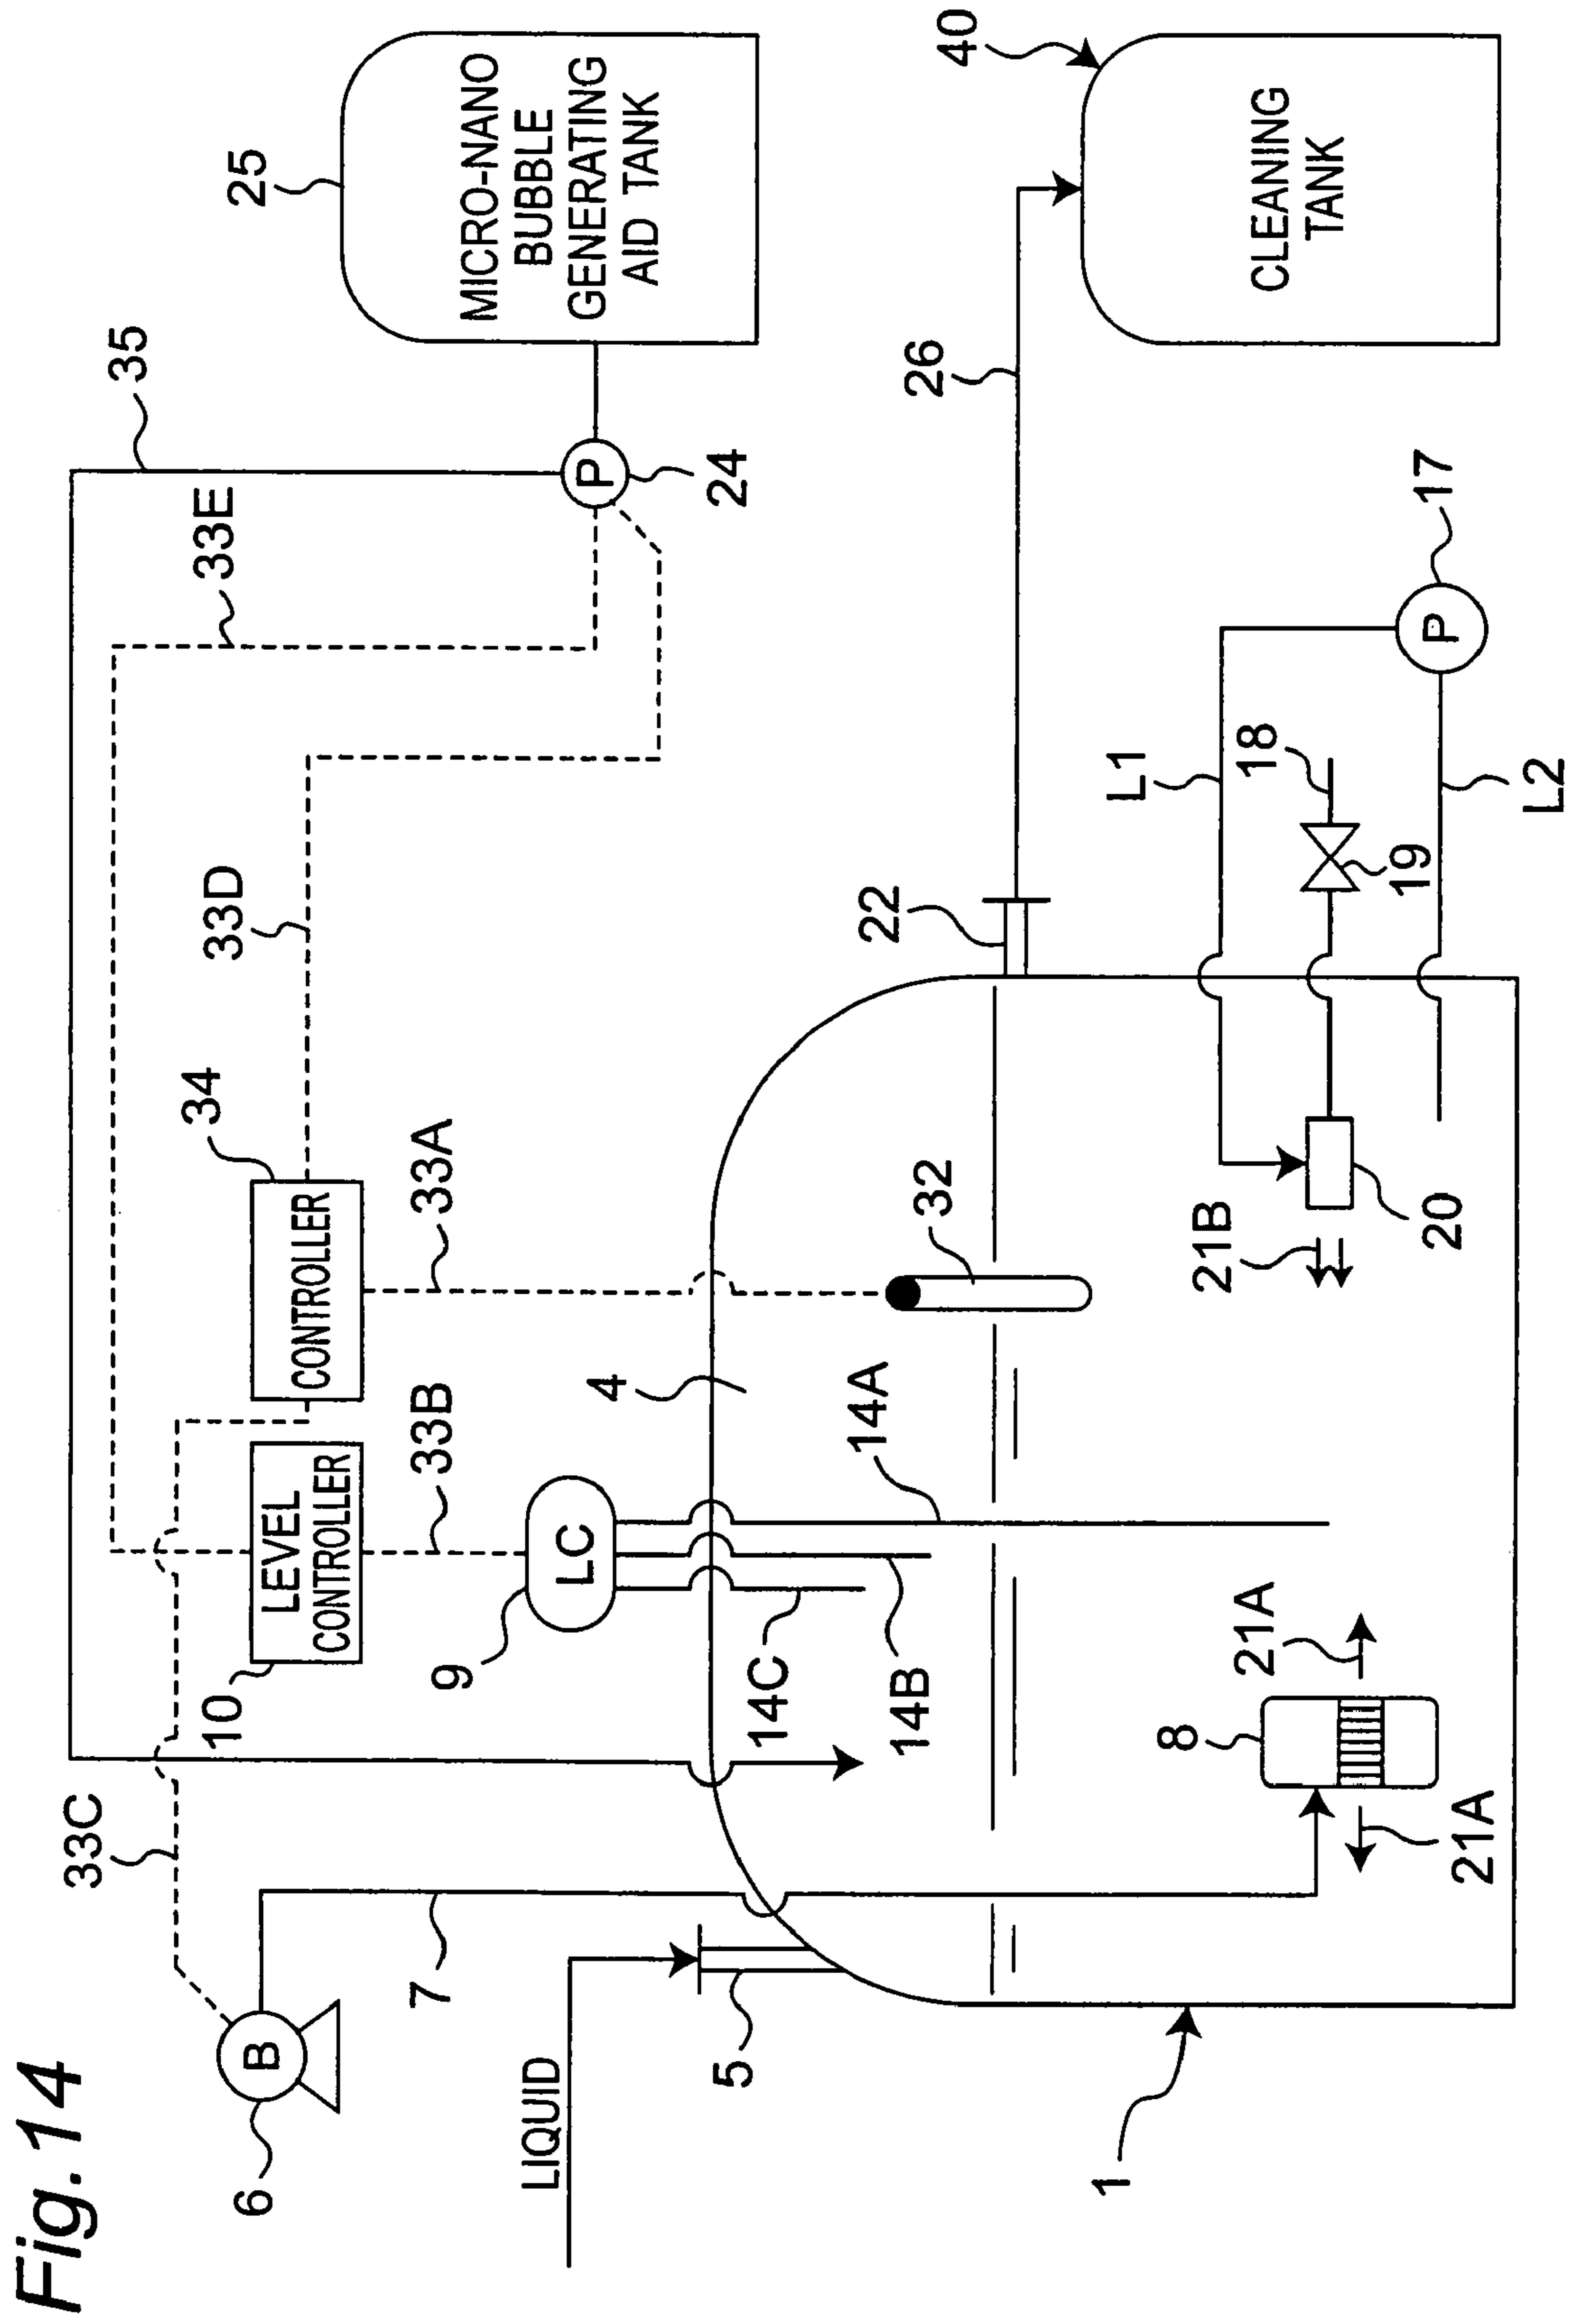 Fig.14
6
B
33C
10
LEVEL
CONTROLLER
34
CONTROLLER
33D
33E
35
25
MICRO-NANO
BUBBLE
GENERATING
AID TANK
P
24
LIQUID
7
5
9
LC
33B
33A
4
14C
14B
14A
32
22
26
40
CLEANING
TANK
1
8
21A
21A
21B
20
L1
18
19
L2
P
17